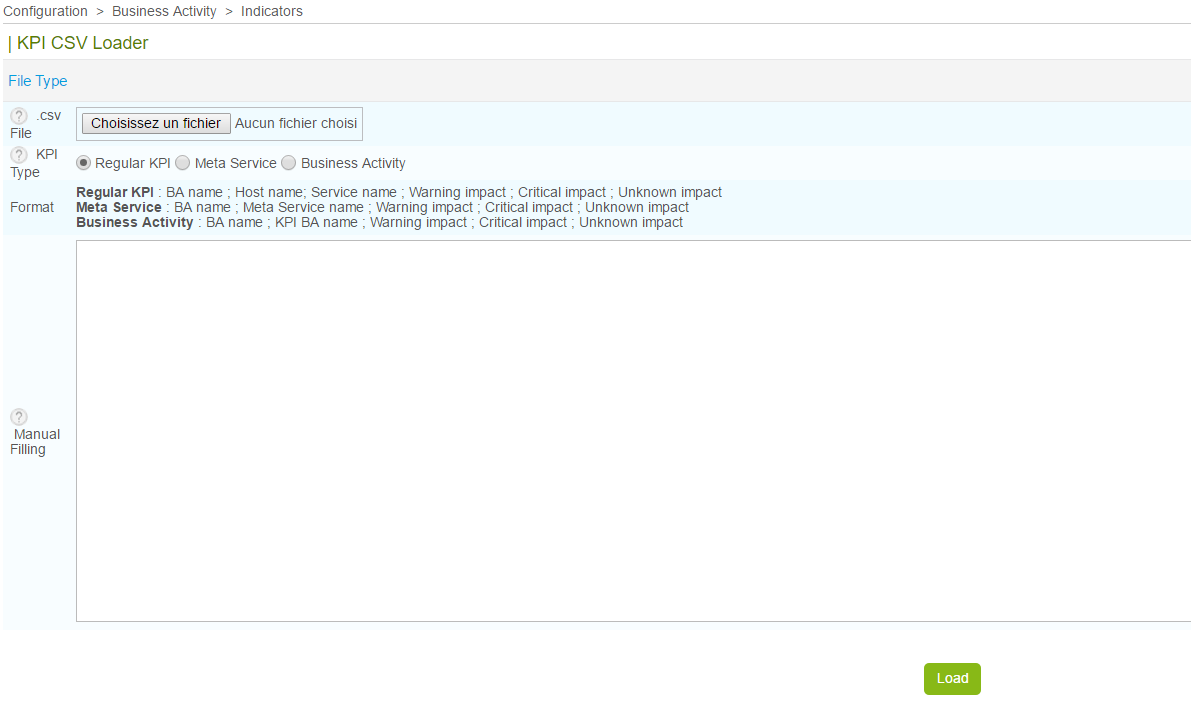 Configuration > Business Activity > Indicators
| KPI CSV Loader
File Type
? .csv
File
Choisissez un fichier Aucun fichier choisi
? KPI
Type
Regular KPI Meta Service Business Activity
Format
Regular KPI : BA name ; Host name; Service name ; Warning impact ; Critical impact ; Unknown impact
Meta Service : BA name ; Meta Service name ; Warning impact ; Critical impact ; Unknown impact
Business Activity : BA name ; KPI BA name ; Warning impact ; Critical impact ; Unknown impact
?
Manual
Filling
Load